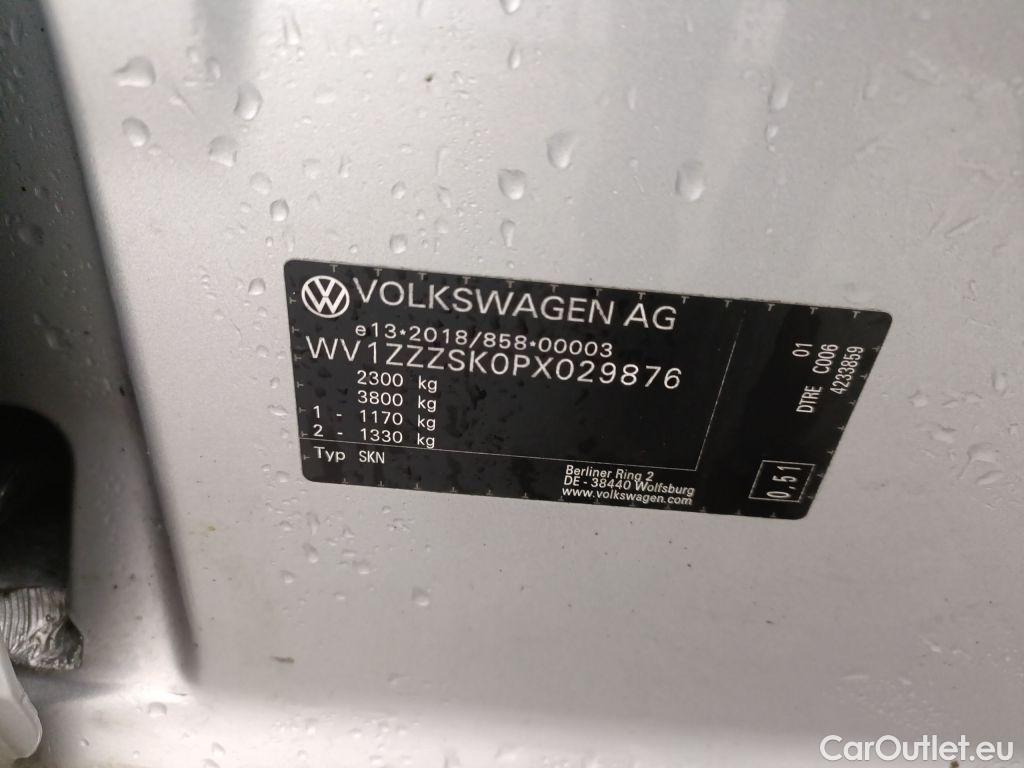 VOLKSWAGEN AG
e13*2018/858*00003
WV1ZZZSK0PX029876
2300 kg
3800 kg
1 - 1170 kg
2 - 1330 kg
Typ SKN
Berliner Ring 2
DE - 38440 Wolfsburg
www.volkswagen.com
01
DTRE C006
4293859
0.51
CarOutlet.eu